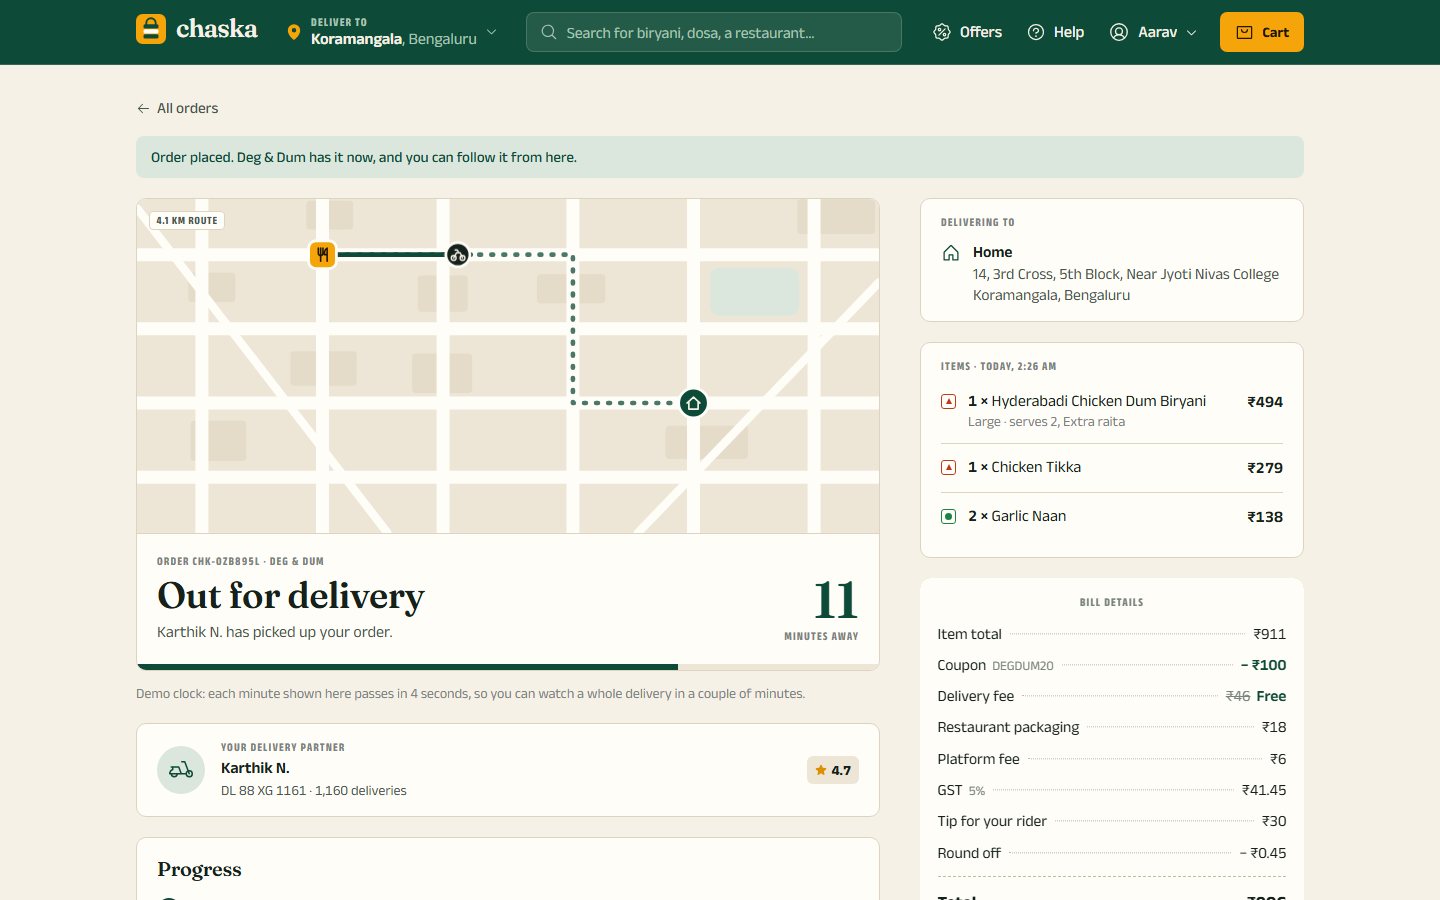 chaska
DELIVER TO
Koramangala, Bengaluru
Search for biryani, dosa, a restaurant...
Offers
Help
Aarav
Cart
All orders
Order placed. Deg & Dum has it now, and you can follow it from here.
4.1 KM ROUTE
ORDER CHK-OZB895L · DEG & DUM
Out for delivery
Karthik N. has picked up your order.
11
MINUTES AWAY
Demo clock: each minute shown here passes in 4 seconds, so you can watch a whole delivery in a couple of minutes.
YOUR DELIVERY PARTNER
Karthik N.
DL 88 XG 1161 · 1,160 deliveries
4.7
Progress
DELIVERING TO
Home
14, 3rd Cross, 5th Block, Near Jyoti Nivas College
Koramangala, Bengaluru
ITEMS · TODAY, 2:26 AM
1 × Hyderabadi Chicken Dum Biryani ₹494
Large · serves 2, Extra raita
1 × Chicken Tikka ₹279
2 × Garlic Naan ₹138
BILL DETAILS
Item total ₹911
Coupon DEGDUM20 − ₹100
Delivery fee ₹46 Free
Restaurant packaging ₹18
Platform fee ₹6
GST 5% ₹41.45
Tip for your rider ₹30
Round off − ₹0.45
Total